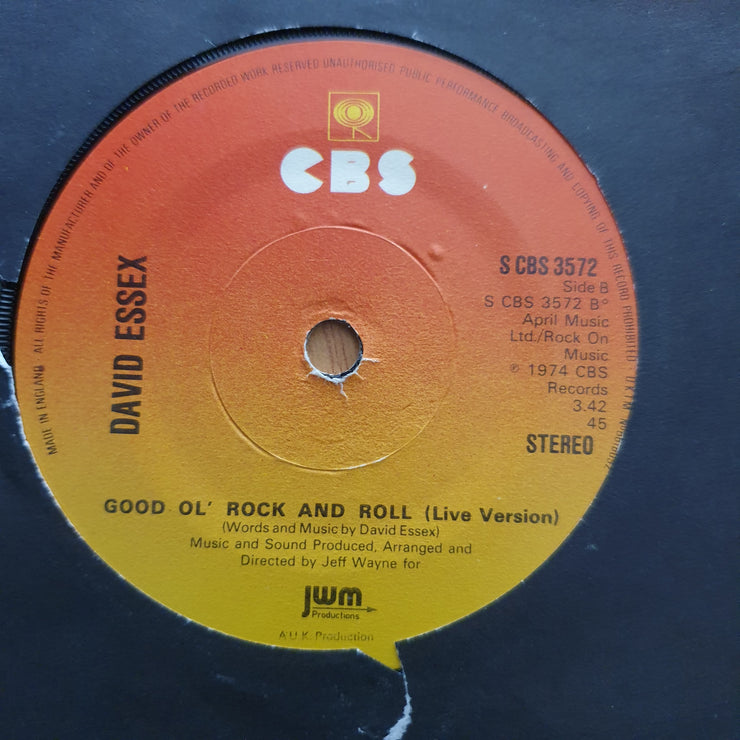 ALL RIGHTS OF THE MANUFACTURER AND OF THE OWNER OF THE RECORDED WORK RESERVED UNAUTHORISED PUBLIC PERFORMANCE BROADCASTING AND COPYING OF THIS RECORD PROHIBITED
MADE IN ENGLAND
CBS
DAVID ESSEX
S CBS 3572
Side B
S CBS 3572 B°
April Music
Ltd./Rock On
Music
℗ 1974 CBS
Records
3.42
45
STEREO
GOOD OL' ROCK AND ROLL (Live Version)
(Words and Music by David Essex)
Music and Sound Produced, Arranged and
Directed by Jeff Wayne for
jwm
Productions
A U.K. Production